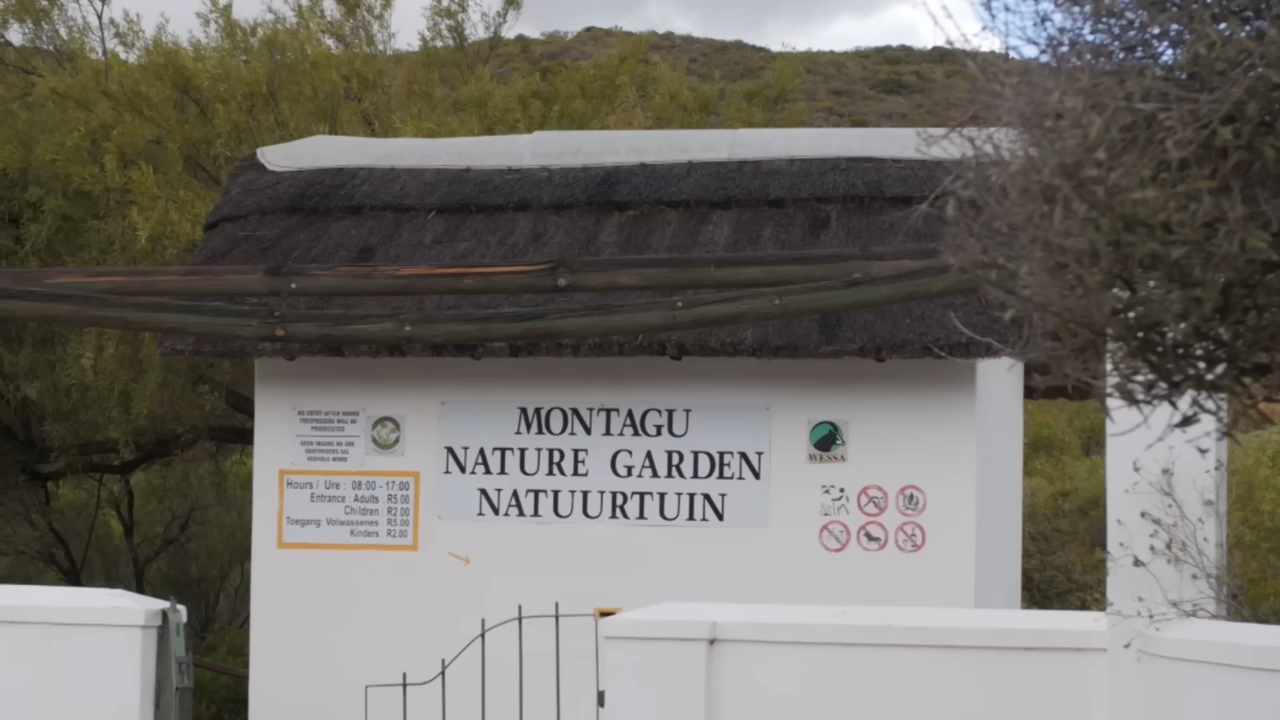 NO ENTRY AFTER HOURS
TRESPASSERS WILL BE
PROSECUTED
GEEN INGANG NA URE
OORTREDERS SAL
VERVOLG WORD
Hours / Ure : 08:00 - 17:00
Entrance : Adults R5.00
Children R2.00
Toegang: Volwassenes R5.00
Kinders R2.00
MONTAGU
NATURE GARDEN
NATUURTUIN
WESSA